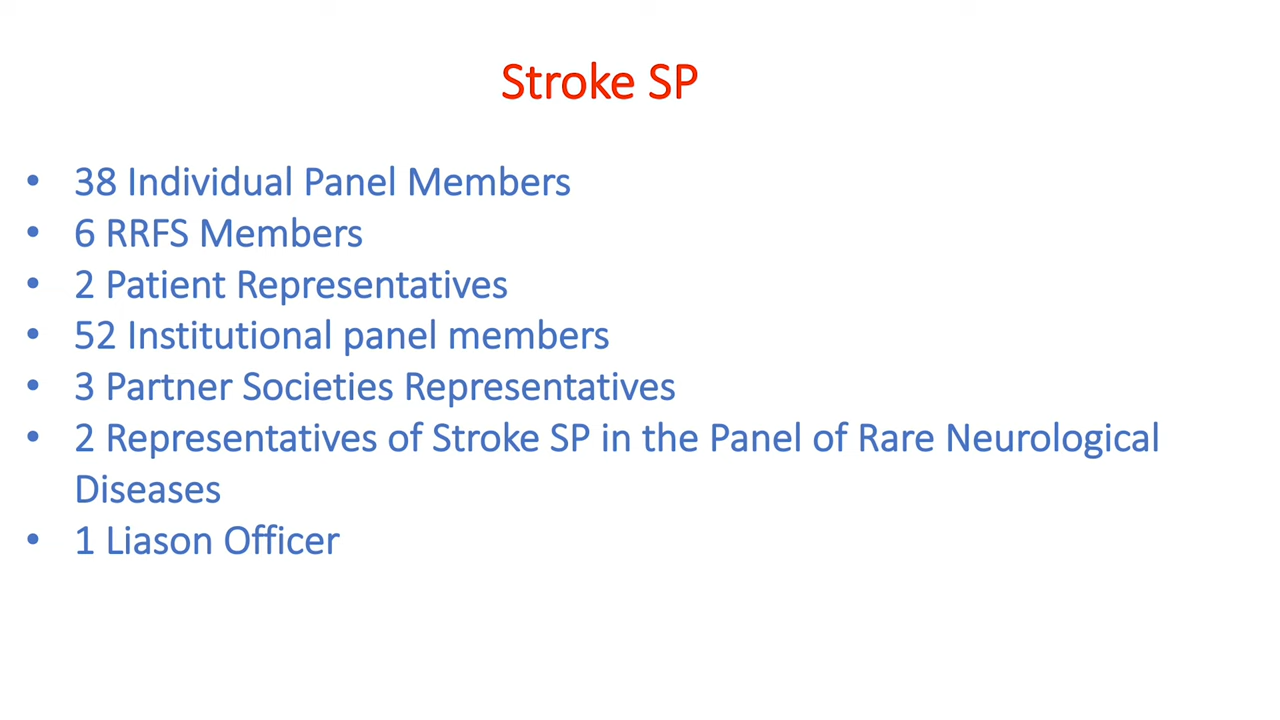 Stroke SP
• 38 Individual Panel Members
• 6 RRFS Members
• 2 Patient Representatives
• 52 Institutional panel members
• 3 Partner Societies Representatives
• 2 Representatives of Stroke SP in the Panel of Rare Neurological
Diseases
• 1 Liason Officer